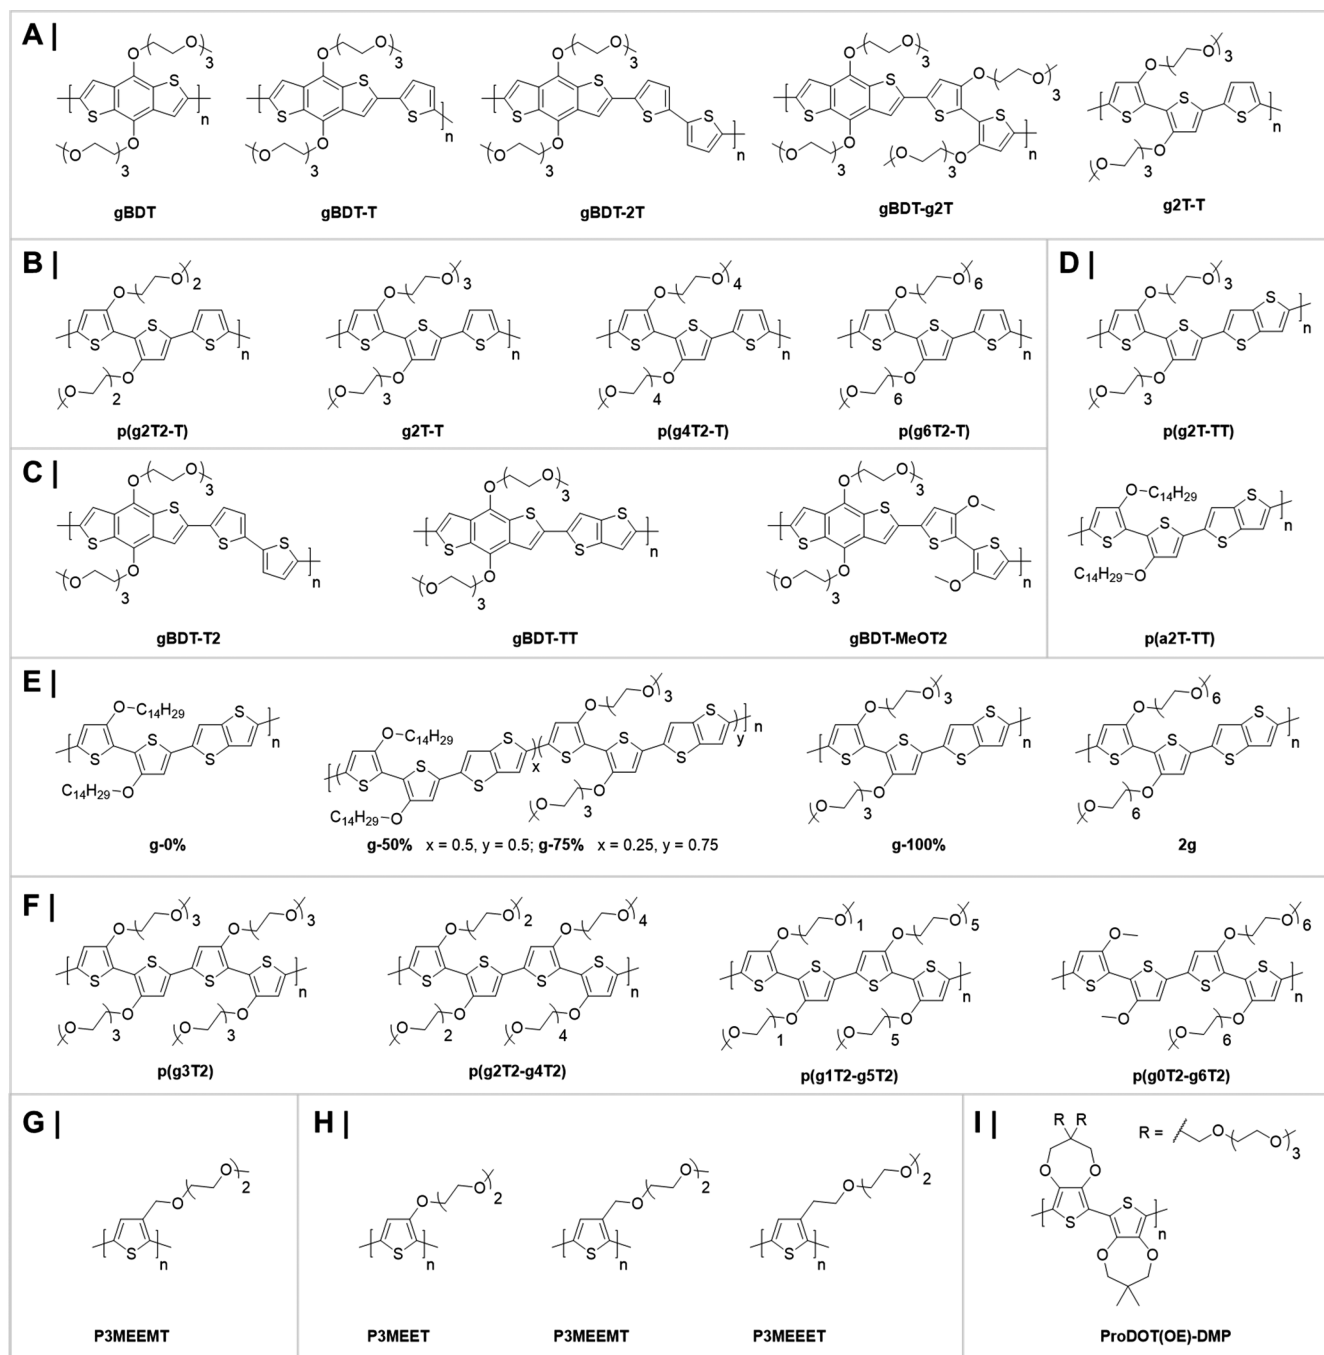 A |
gBDT
gBDT-T
gBDT-2T
gBDT-g2T
g2T-T
B |
p(g2T2-T)
g2T-T
p(g4T2-T)
p(g6T2-T)
D |
p(g2T-TT)
p(a2T-TT)
C |
gBDT-T2
gBDT-TT
gBDT-MeOT2
E |
g-0%
g-50% x = 0.5, y = 0.5; g-75% x = 0.25, y = 0.75
g-100%
2g
F |
p(g3T2)
p(g2T2-g4T2)
p(g1T2-g5T2)
p(g0T2-g6T2)
G |
P3MEEMT
H |
P3MEET
P3MEEMT
P3MEEET
I |
R =
ProDOT(OE)-DMP